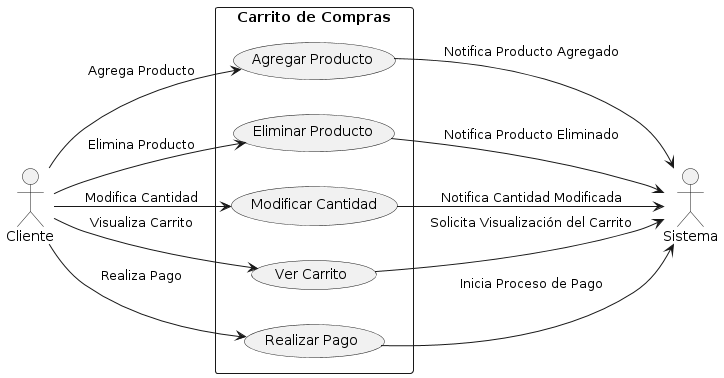 Carrito de Compras
Agregar Producto
Notifica Producto Agregado
Agrega Producto
Eliminar Producto
Notifica Producto Eliminado
Elimina Producto
Modifica Cantidad
Modificar Cantidad
Notifica Cantidad Modificada
Visualiza Carrito
Solicita Visualización del Carrito
Cliente
Sistema
Ver Carrito
Realiza Pago
Inicia Proceso de Pago
Realizar Pago